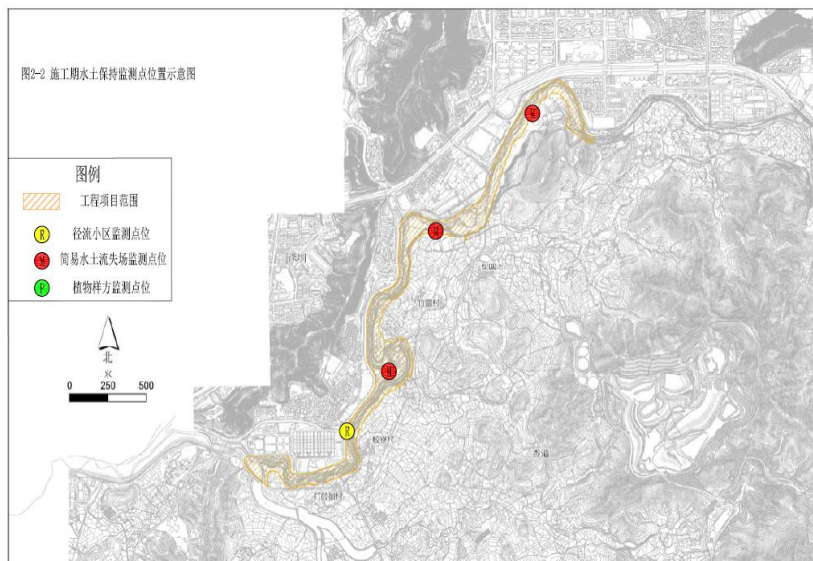 图2-2 施工期水土保持监测点位置示意图
图例
工程项目范围
R 径流小区监测点位
M 简易水土流失场监测点位
P 植物样方监测点位
北
米
0 250 500
M
M
M
R
香港